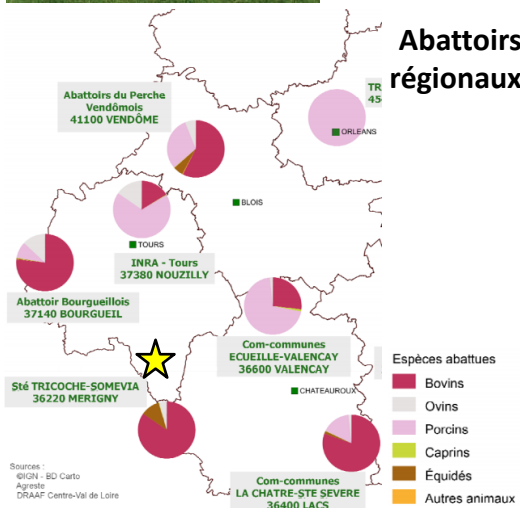 Abattoirs
régionaux
Abattoirs du Perche
Vendômois
41100 VENDÔME
TR
45
ORLEANS
BLOIS
TOURS
INRA - Tours
37380 NOUZILLY
Abattoir Bourgueillois
37140 BOURGUEIL
Com-communes
ECUEILLE-VALENCAY
36600 VALENCAY
Sté TRICOCHE-SOMEVIA
36220 MERIGNY
CHATEAUROUX
Com-communes
LA CHATRE-STE SEVERE
36400 LACS
Espèces abattues
Bovins
Ovins
Porcins
Caprins
Équidés
Autres animaux
Sources :
©IGN - BD Carto
Agreste
DRAAF Centre-Val de Loire